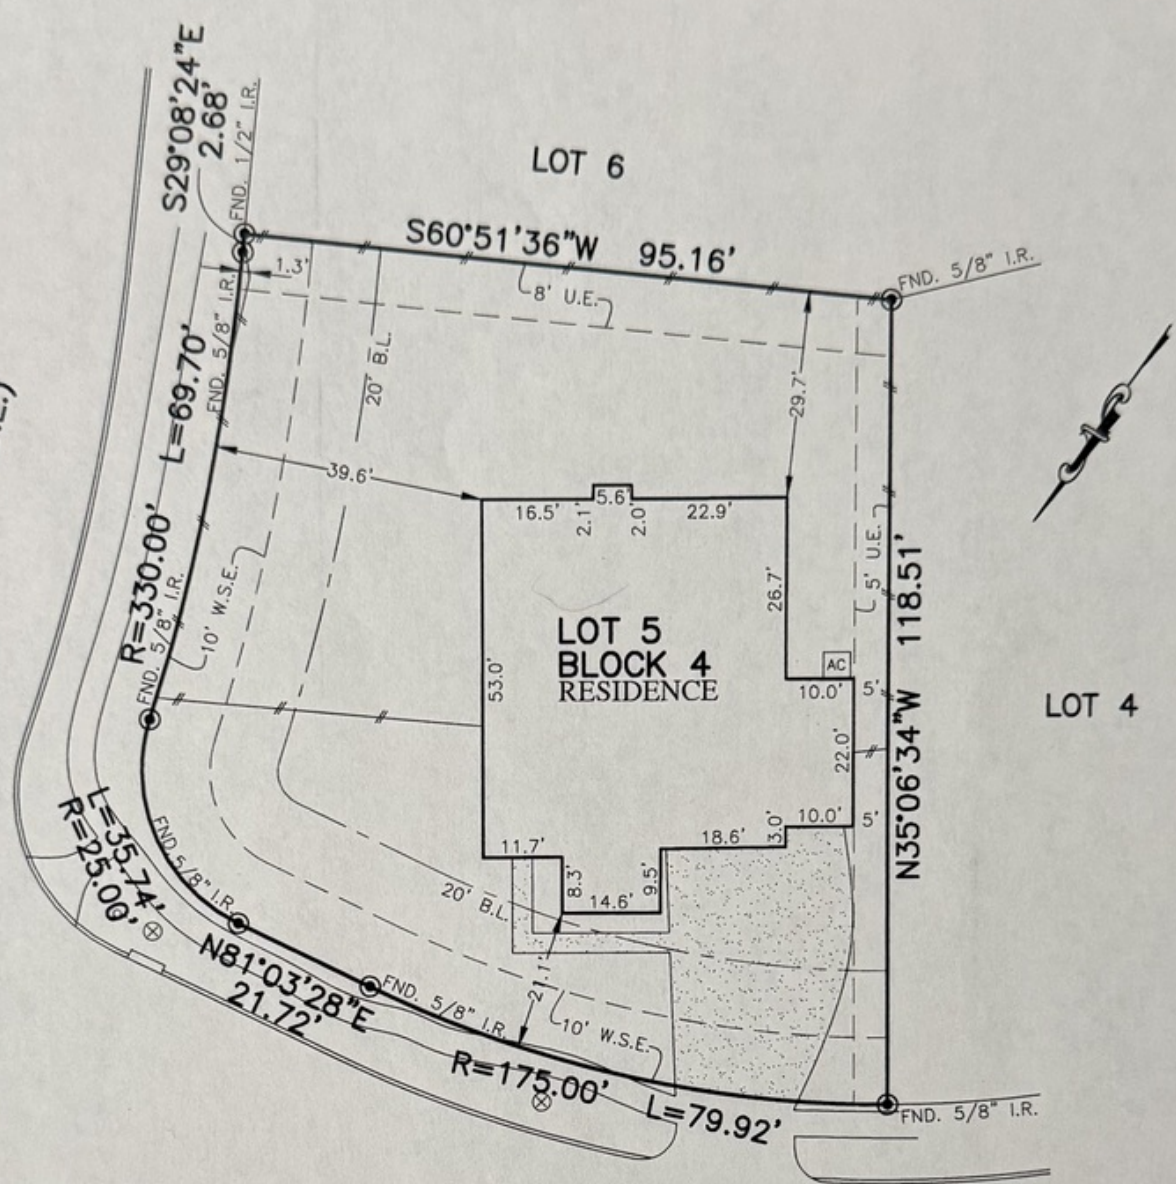 S29°08'24"E
2.68'
FND. 1/2" I.R.
LOT 6
S60°51'36"W 95.16'
FND. 5/8" I.R.
1.3'
8' U.E.
FND. 5/8" I.R.
L=69.70'
20' B.L.
29.7'
39.6'
16.5'
2.1'
5.6'
2.0'
22.9'
5' U.E.
118.51'
R=330.00'
FND. 5/8" I.R.
10' W.S.E.
26.7'
LOT 5
BLOCK 4
RESIDENCE
53.0'
AC
10.0'
5'
LOT 4
N35°06'34"W
22.0'
10.0'
5'
3.0'
18.6'
11.7'
8.3'
9.5'
14.6'
L=35.74'
R=25.00'
FND. 5/8" I.R.
20' B.L.
21.1'
N81°03'28"E
21.72'
FND. 5/8" I.R.
10' W.S.E.
R=175.00'
L=79.92'
FND. 5/8" I.R.